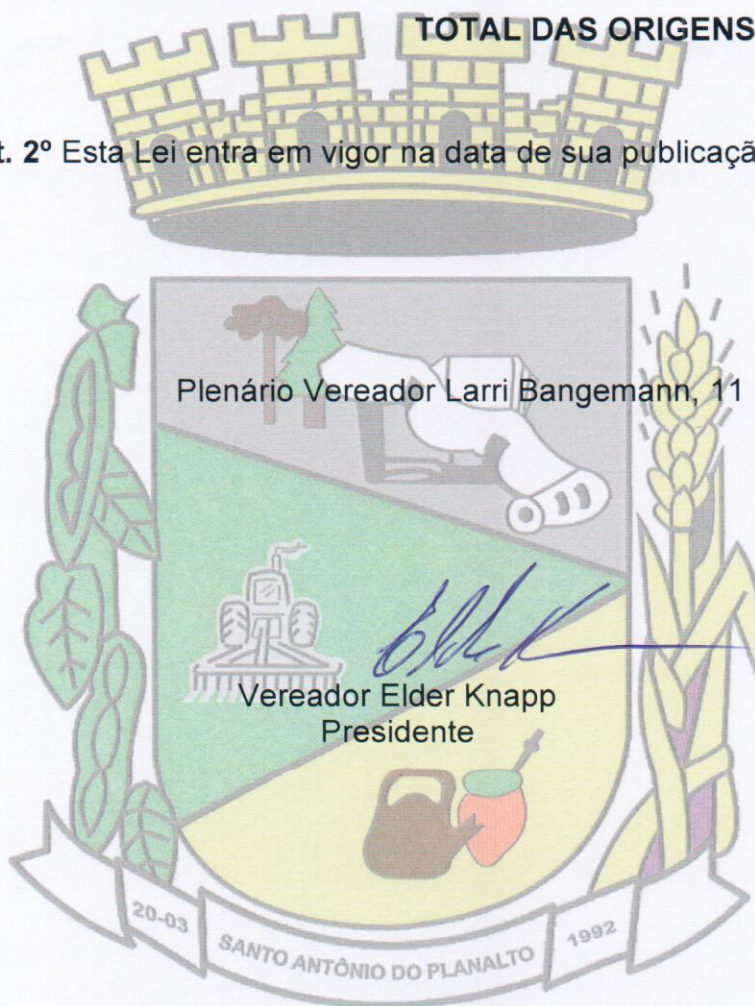 TOTAL DAS ORIGENS
t. 2º Esta Lei entra em vigor na data de sua publicaçã
Plenário Vereador Larri Bangemann, 11
Vereador Elder Knapp
Presidente
20-03 SANTO ANTÔNIO DO PLANALTO 1992